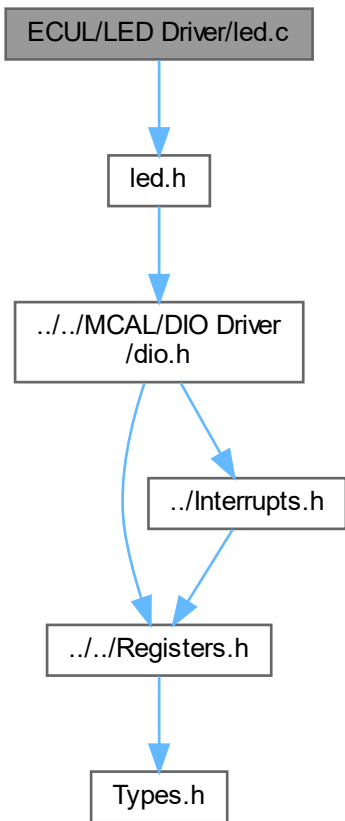 ECUL/LED Driver/led.c
led.h
../../MCAL/DIO Driver
/dio.h
../Interrupts.h
../../Registers.h
Types.h